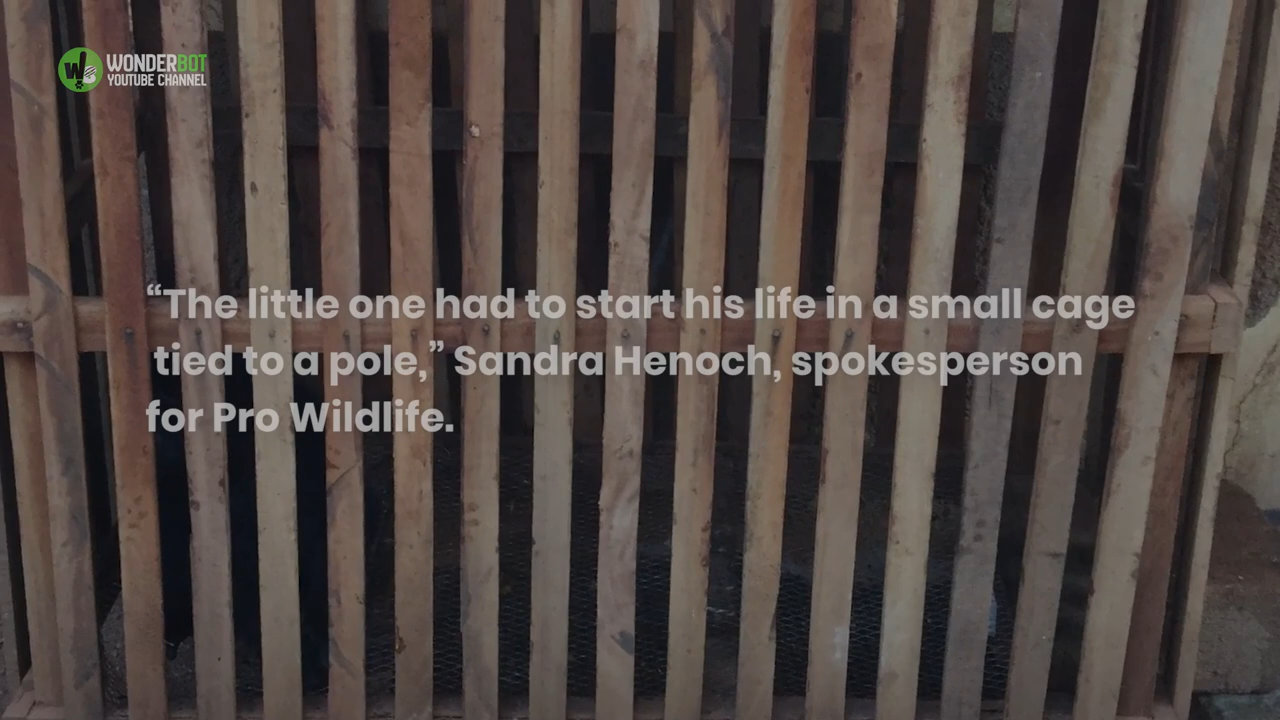 WONDERBOT
YOUTUBE CHANNEL
“The little one had to start his life in a small cage
tied to a pole,” Sandra Henoch, spokesperson
for Pro Wildlife.